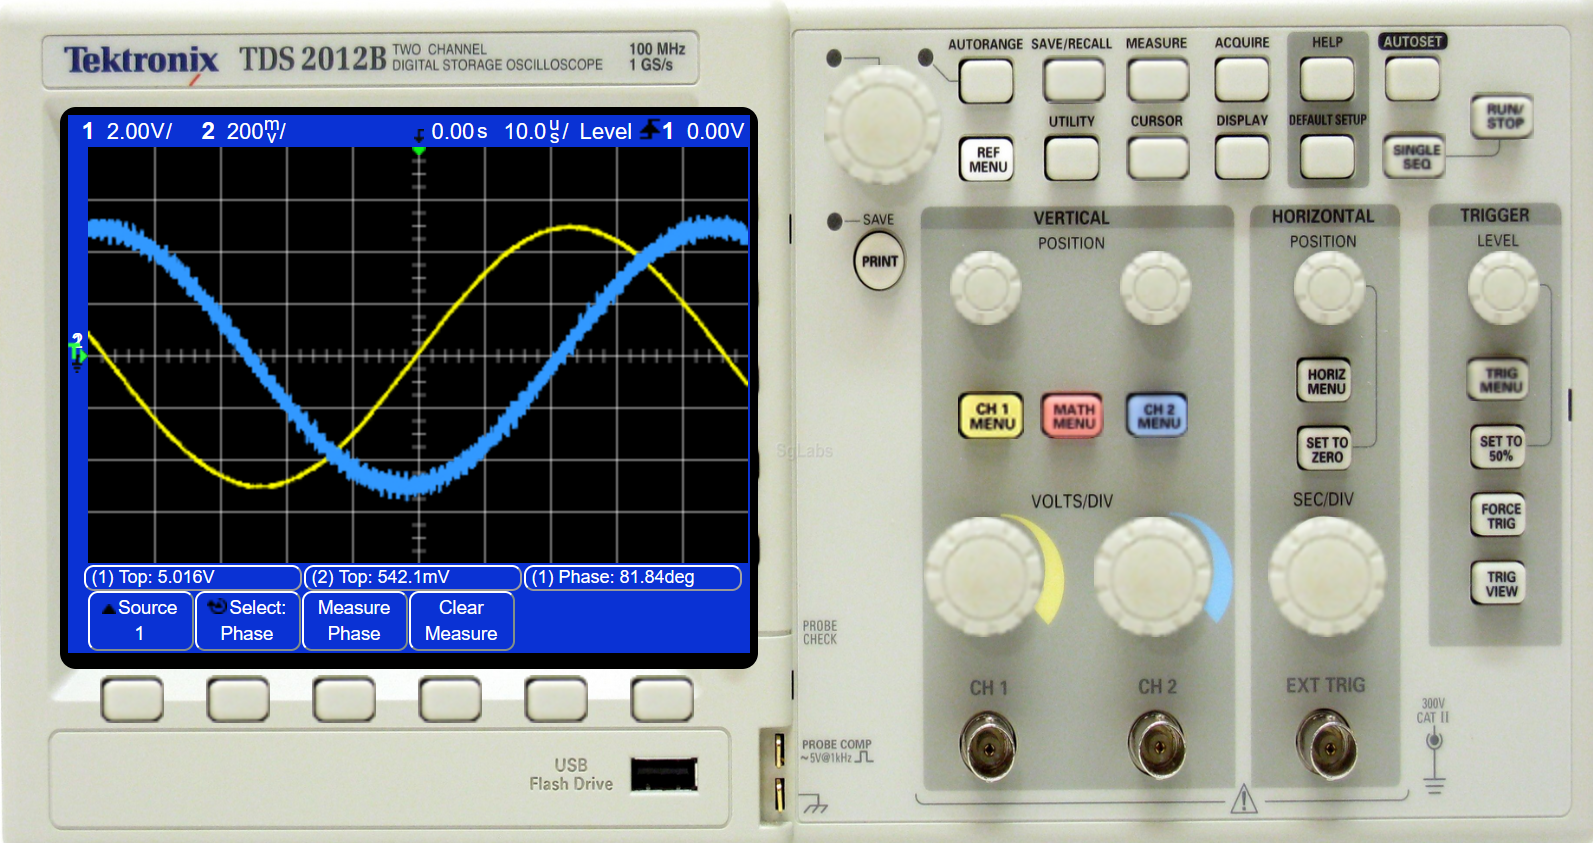 Tektronix TDS 2012B TWO CHANNEL DIGITAL STORAGE OSCILLOSCOPE 100 MHz 1 GS/s
1 2.00V/ 2 200mV/ 0.00s 10.0us/ Level 1 0.00V
2
T
(1) Top: 5.016V (2) Top: 542.1mV (1) Phase: 81.84deg
Source 1
Select: Phase
Measure Phase
Clear Measure
USB
Flash Drive
AUTORANGE SAVE/RECALL MEASURE ACQUIRE HELP AUTOSET
REF MENU
UTILITY CURSOR DISPLAY DEFAULT SETUP
SINGLE SEQ
RUN/ STOP
SAVE
PRINT
VERTICAL
POSITION
CH 1 MENU
MATH MENU
CH 2 MENU
VOLTS/DIV
CH 1 CH 2
HORIZONTAL
POSITION
HORIZ MENU
SET TO ZERO
SEC/DIV
EXT TRIG
TRIGGER
LEVEL
TRIG MENU
SET TO 50%
FORCE TRIG
TRIG VIEW
SgLabs
PROBE
CHECK
PROBE COMP
~5V@1kHz
300V
CAT II